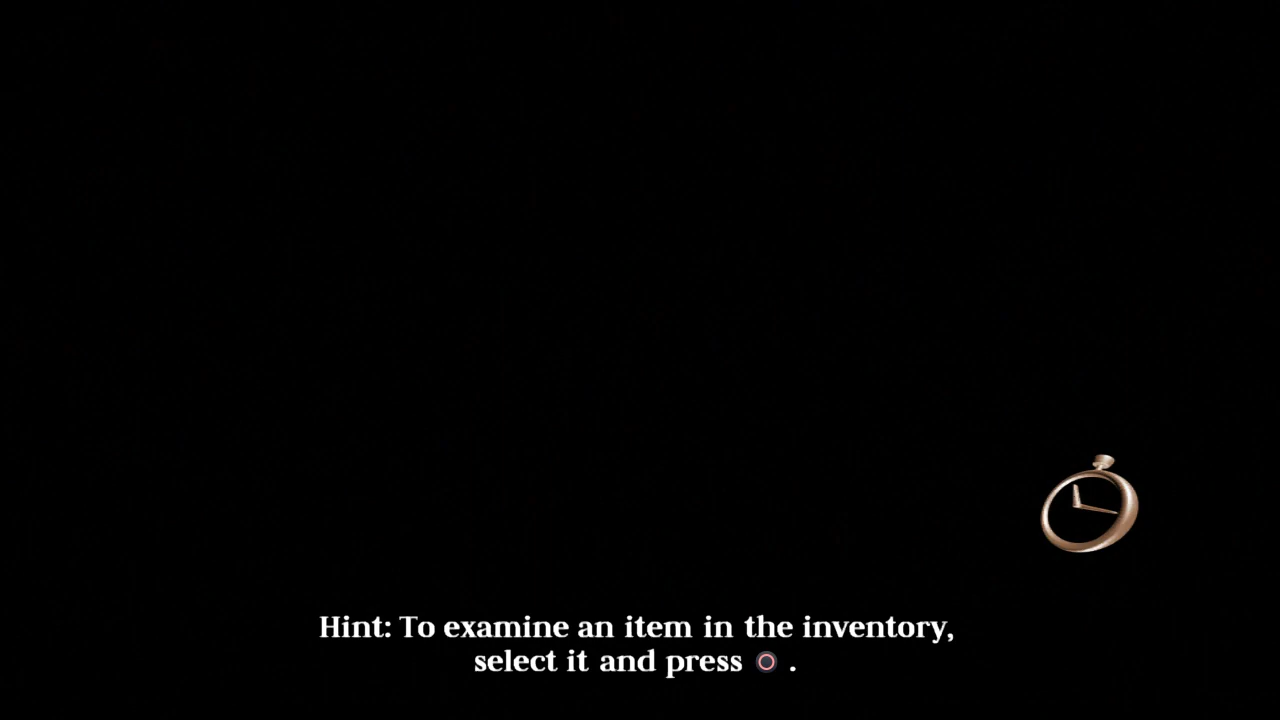 Hint: To examine an item in the inventory,
select it and press ○ .